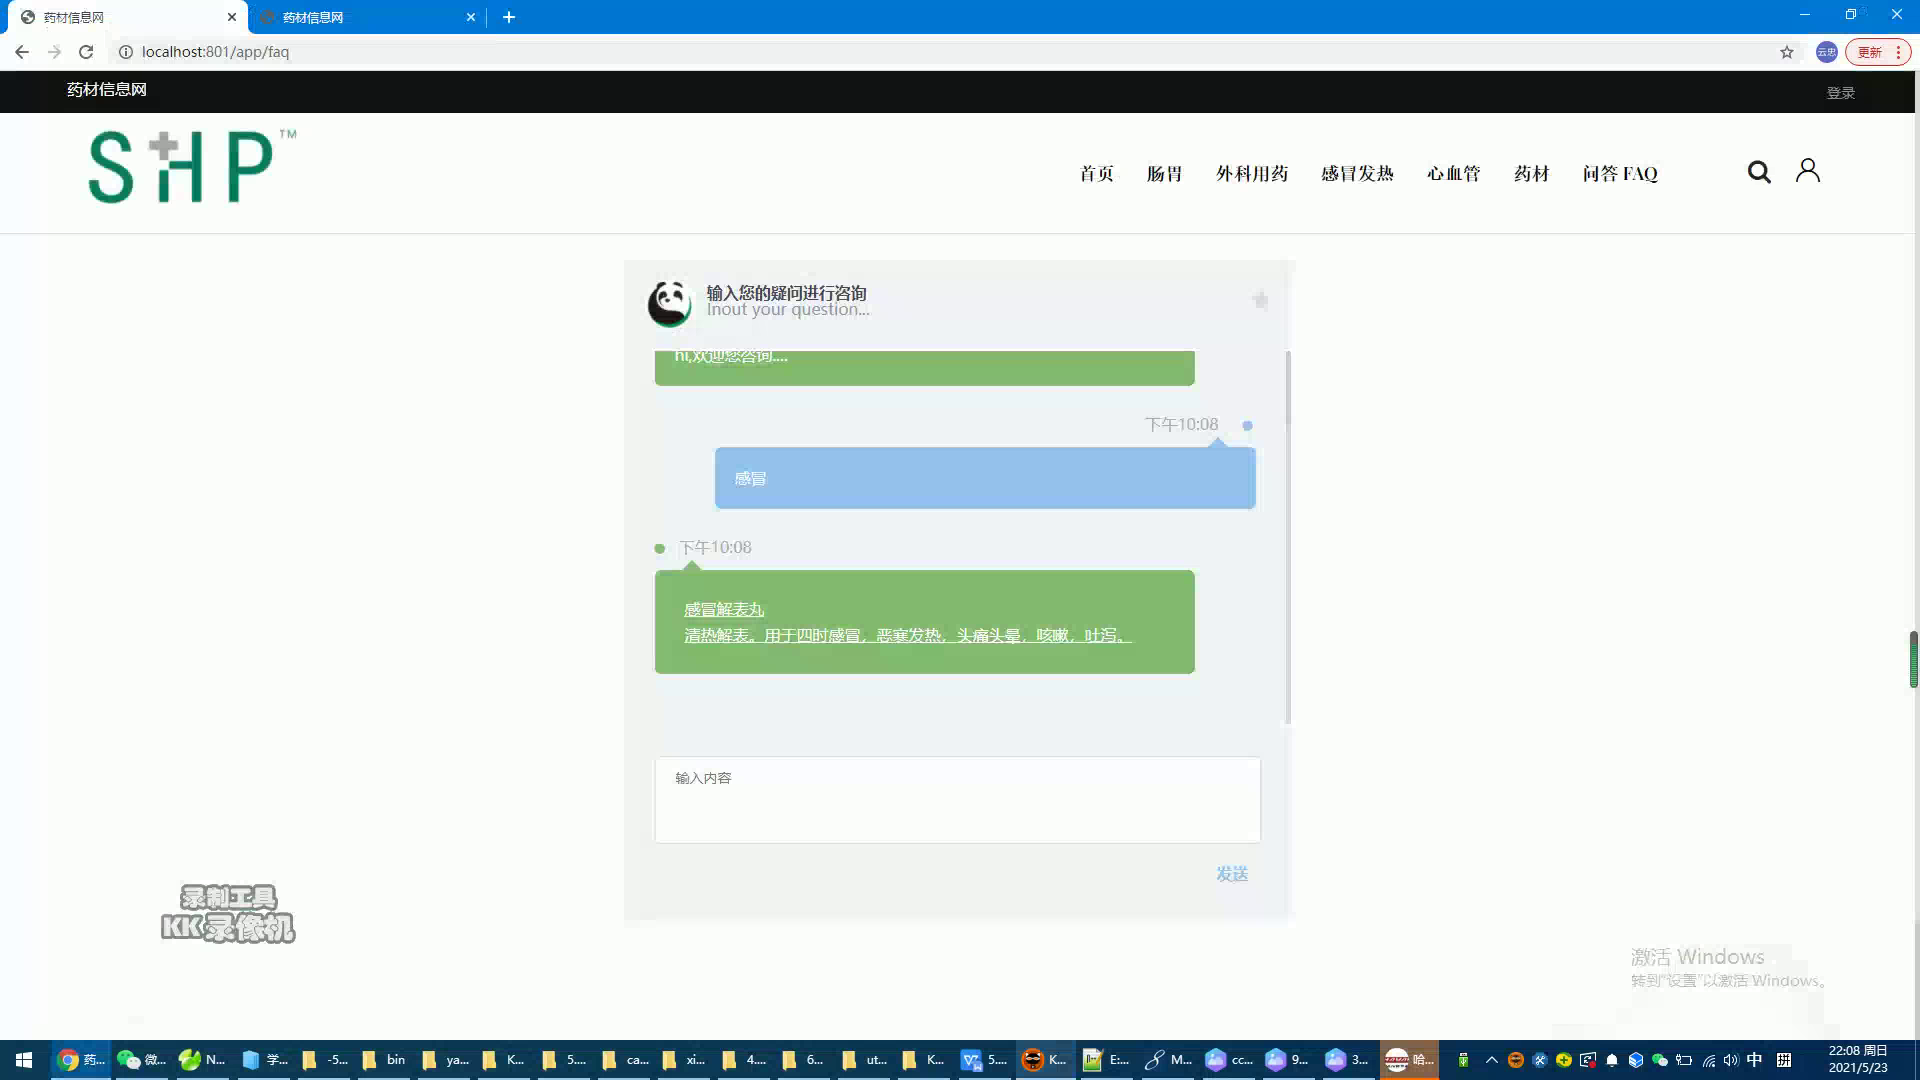 药材信息网
药材信息网
localhost:801/app/faq
云忠
更新
药材信息网
登录
SHP™
首页 肠胃 外科用药 感冒发热 心血管 药材 问答 FAQ
输入您的疑问进行咨询
Inout your question...
hi,欢迎您咨询....
下午10:08
感冒
下午10:08
感冒解表丸
清热解表。用于四时感冒，恶寒发热，头痛头晕，咳嗽，吐泻。
输入内容
发送
录制工具
KK录像机
激活 Windows
转到"设置"以激活 Windows。
药... 微... N... 学... -5... bin ya... K... 5.... ca... xi... 4.... 6... ut... K... 5.... K... E:... M... cc... 9... 3... 哈...
中
拼
22:08 周日
2021/5/23